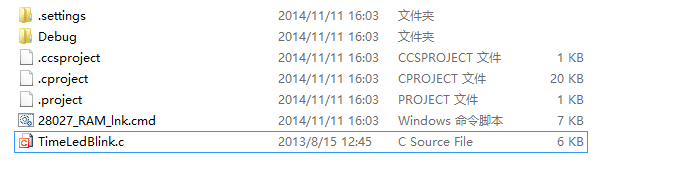 .settings 2014/11/11 16:03 文件夹
Debug 2014/11/11 16:03 文件夹
.ccsproject 2014/11/11 16:03 CCSPROJECT 文件 1 KB
.cproject 2014/11/11 16:03 CPROJECT 文件 20 KB
.project 2014/11/11 16:03 PROJECT 文件 1 KB
28027_RAM_lnk.cmd 2014/11/11 16:03 Windows 命令脚本 7 KB
TimeLedBlink.c 2013/8/15 12:45 C Source File 6 KB